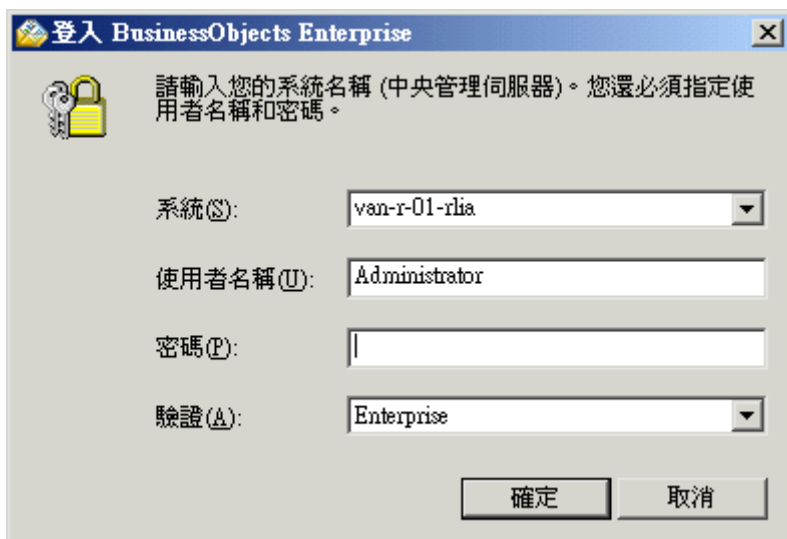 登入 BusinessObjects Enterprise
請輸入您的系統名稱 (中央管理伺服器)。您還必須指定使
用者名稱和密碼。
系統(S): van-r-01-rlia
使用者名稱(U): Administrator
密碼(P):
驗證(A): Enterprise
確定 取消